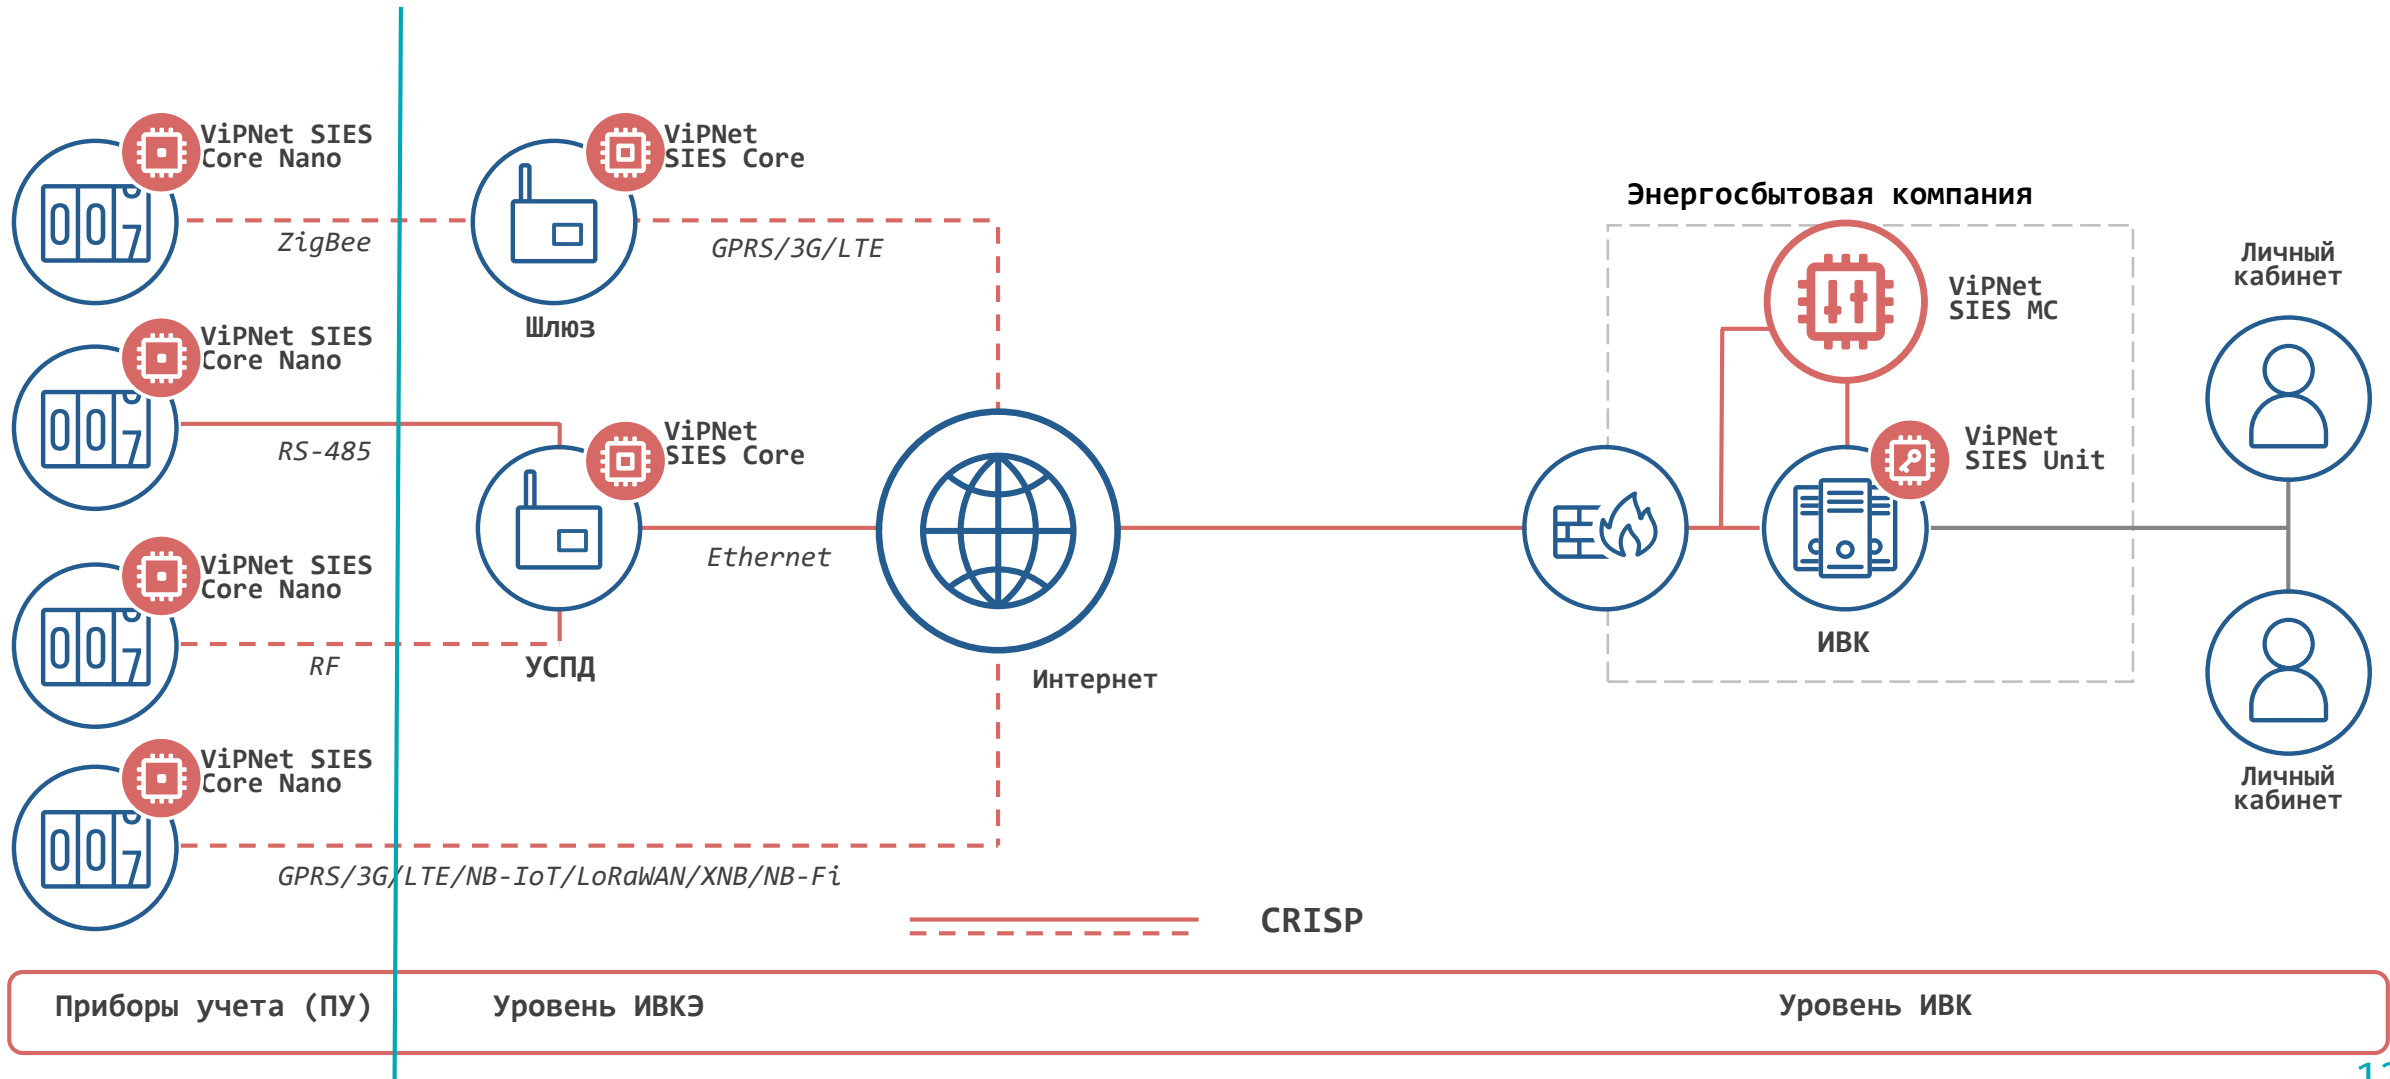 ViPNet SIES
Core Nano
ViPNet
SIES Core
ZigBee
GPRS/3G/LTE
Шлюз
Энергосбытовая компания
ViPNet
SIES MC
Личный
кабинет
ViPNet SIES
Core Nano
RS-485
ViPNet
SIES Core
Ethernet
ViPNet
SIES Unit
ViPNet SIES
Core Nano
RF
УСПД
Интернет
ИВК
ViPNet SIES
Core Nano
GPRS/3G/LTE/NB-IoT/LoRaWAN/XNB/NB-Fi
Личный
кабинет
CRISP
Приборы учета (ПУ)
Уровень ИВКЭ
Уровень ИВК